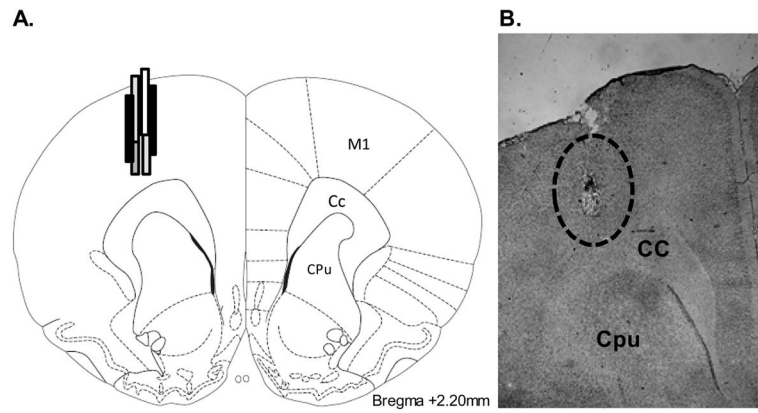 A.
M1
Cc
CPu
Bregma +2.20mm
B.
CC
Cpu